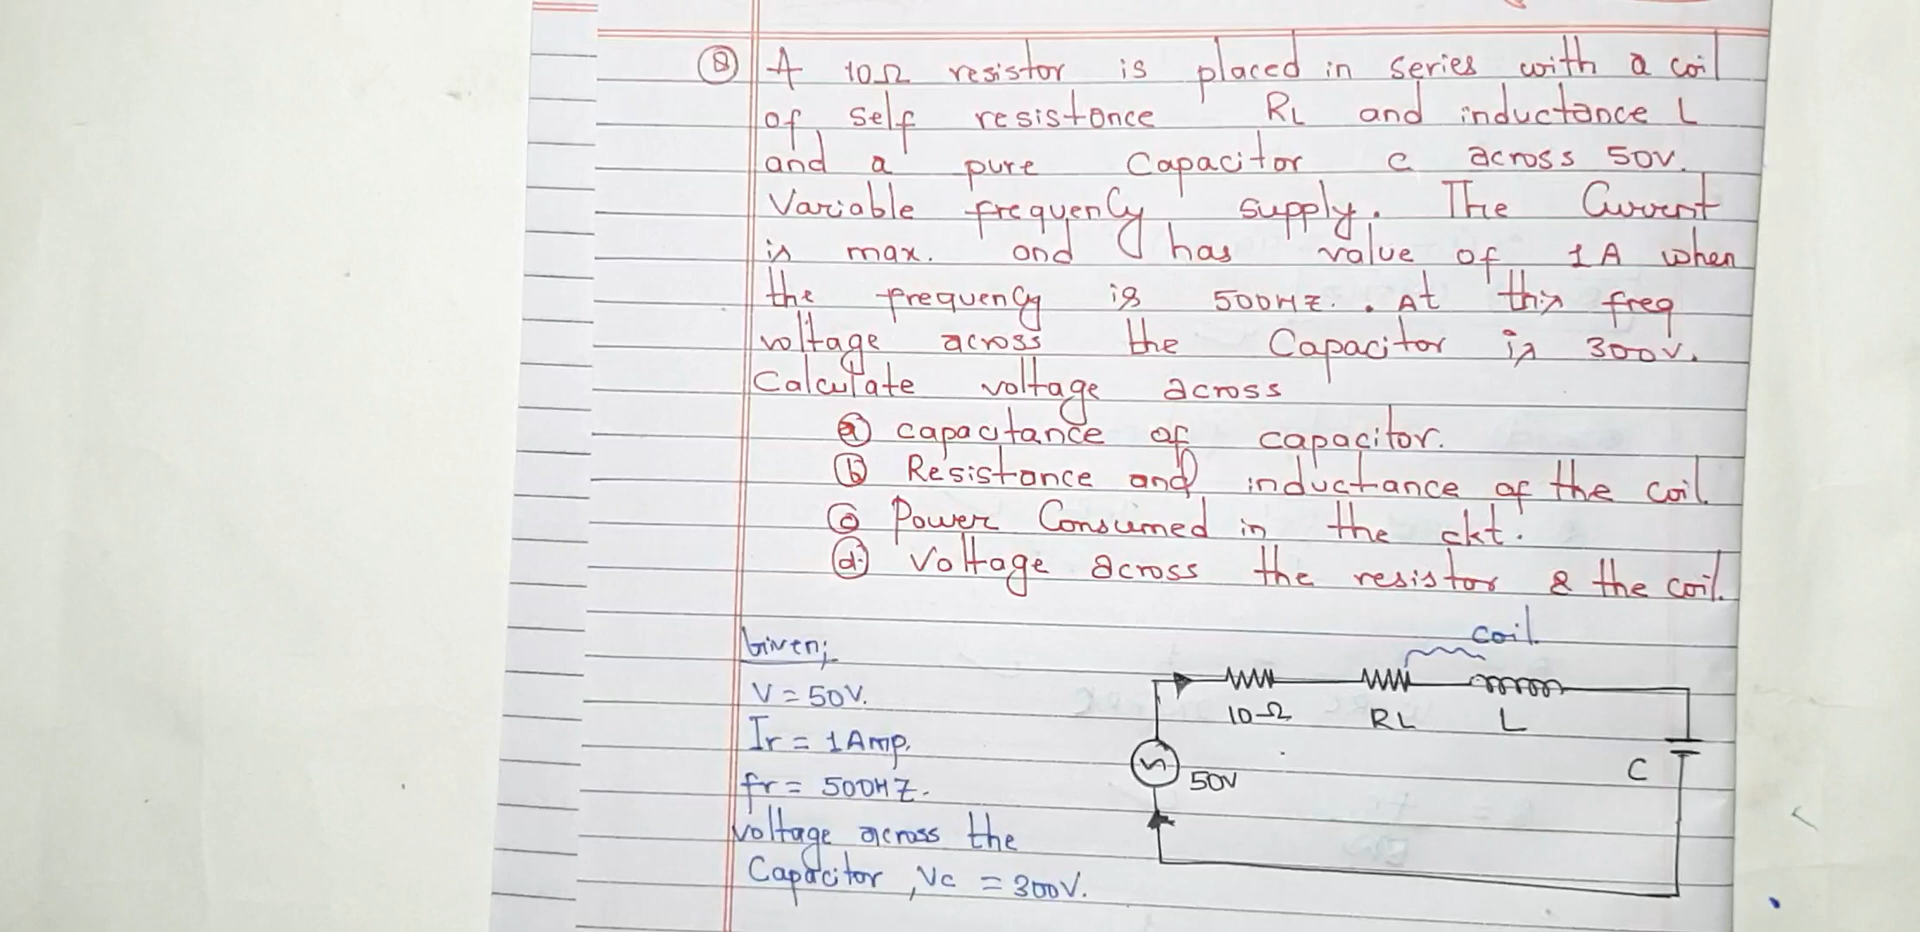 ⑧ A 10Ω resistor is placed in series with a coil
of self resistance RL and inductance L
and a pure capacitor c across 50v.
Variable frequency supply. The Current
is max. and has value of 1A when
the frequency is 500HZ. . At this freq
voltage across the Capacitor is 300v.
Calculate voltage across
ⓐ capacitance of capacitor.
ⓑ Resistance and inductance of the coil.
ⓒ Power Consumed in the ckt.
ⓓ Voltage across the resistor & the coil.
Given;
coil
V = 50V.
10-Ω RL L
Ir = 1Amp.
C
fr = 500HZ.
50V
voltage across the
Capacitor, Vc = 300V.